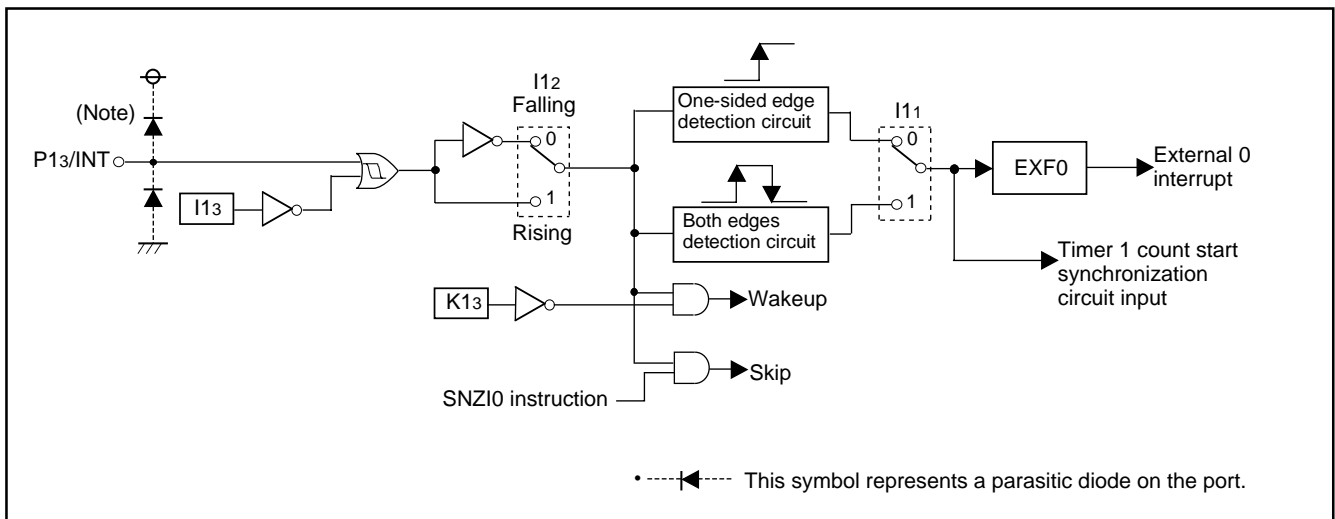 (Note)
P13/INT
I13
I12
Falling
0
1
Rising
One-sided edge
detection circuit
Both edges
detection circuit
I11
0
1
EXF0
External 0
interrupt
Timer 1 count start
synchronization
circuit input
K13
Wakeup
Skip
SNZI0 instruction
This symbol represents a parasitic diode on the port.